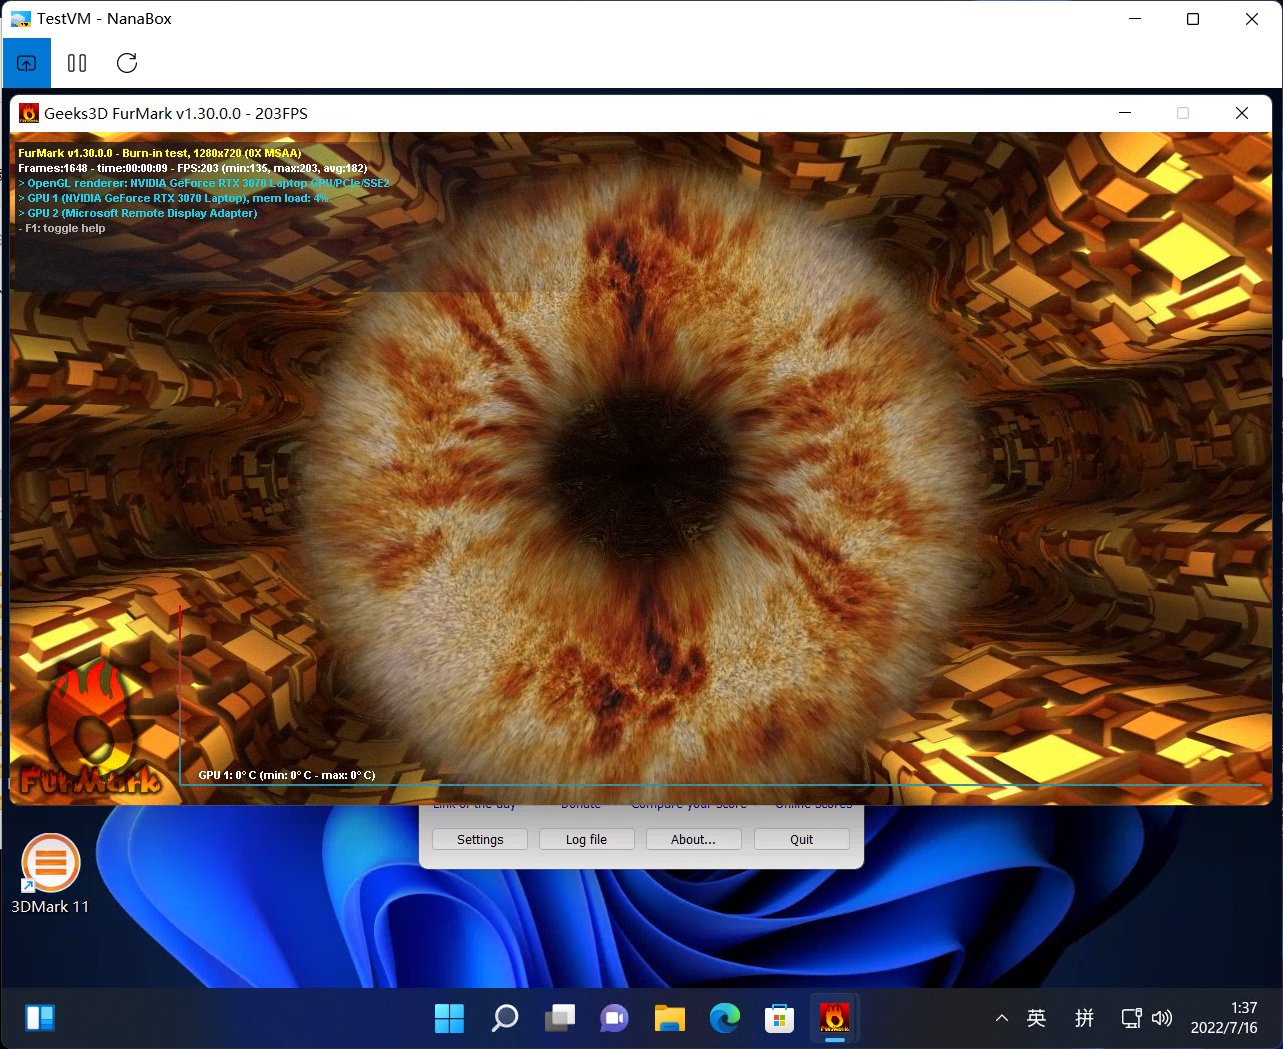 TestVM - NanaBox
Geeks3D FurMark v1.30.0.0 - 203FPS
FurMark v1.30.0.0 - Burn-in test, 1280x720 (0X MSAA)
Frames:1648 - time:00:00:09 - FPS:203 (min:135, max:203, avg:182)
> OpenGL renderer: NVIDIA GeForce RTX 3070 Laptop GPU/PCIe/SSE2
> GPU 1 (NVIDIA GeForce RTX 3070 Laptop), mem load: 4%
> GPU 2 (Microsoft Remote Display Adapter)
- F1: toggle help
GPU 1: 0° C (min: 0° C - max: 0° C)
FurMark
Link of the day Donate Compare your score Online scores
Settings Log file About... Quit
3DMark 11
英 拼 1:37
2022/7/16